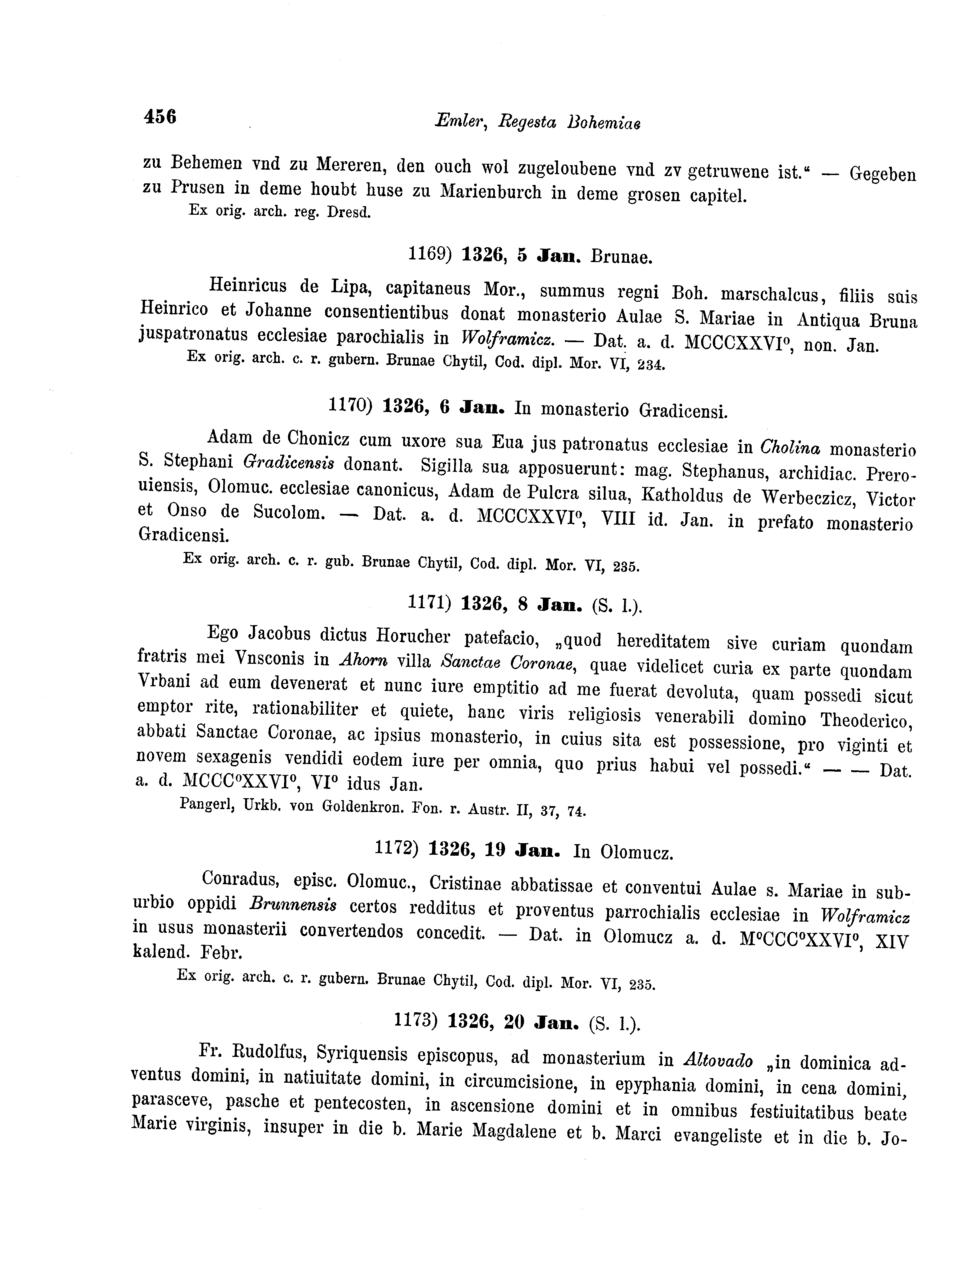 456
Emler, Regesta Bohemiae
zu Behemen vnd zu Mereren, den ouch wol zugeloubene vnd zv getruwene ist.“ — Gegeben
zu Prusen in deme houbt huse zu Marienburch in deme grosen capitel.
Ex orig. arch. reg. Dresd.
1169) 1326, 5 Jan. Brunae.
Heinricus de Lipa, capitaneus Mor., summus regni Boh. marschalcus, filiis suis
Heinrico et Johanne consentientibus donat monasterio Aulae S. Mariae in Antiqua Bruna
juspatronatus ecclesiae parochialis in Wolframicz. — Dat. a. d. MCCCXXVI⁰, non. Jan.
Ex orig. arch. c. r. gubern. Brunae Chytil, Cod. dipl. Mor. VI, 234.
1170) 1326, 6 Jan. In monasterio Gradicensi.
Adam de Chonicz cum uxore sua Eua jus patronatus ecclesiae in Cholina monasterio
S. Stephani Gradicensis donant. Sigilla sua apposuerunt: mag. Stephanus, archidiac. Prero-
uiensis, Olomuc. ecclesiae canonicus, Adam de Pulcra silua, Katholdus de Werbeczicz, Victor
et Onso de Sucolom. — Dat. a. d. MCCCXXVI⁰, VIII id. Jan. in prefato monasterio
Gradicensi.
Ex orig. arch. c. r. gub. Brunae Chytil, Cod. dipl. Mor. VI, 235.
1171) 1326, 8 Jan. (S. l.).
Ego Jacobus dictus Horucher patefacio, „quod hereditatem sive curiam quondam
fratris mei Vnsconis in Ahorn villa Sanctae Coronae, quae videlicet curia ex parte quondam
Vrbani ad eum devenerat et nunc iure emptitio ad me fuerat devoluta, quam possedi sicut
emptor rite, rationabiliter et quiete, hanc viris religiosis venerabili domino Theoderico,
abbati Sanctae Coronae, ac ipsius monasterio, in cuius sita est possessione, pro viginti et
novem sexagenis vendidi eodem iure per omnia, quo prius habui vel possedi.“ — — Dat.
a. d. MCCC⁰XXVI⁰, VI⁰ idus Jan.
Pangerl, Urkb. von Goldenkron. Fon. r. Austr. II, 37, 74.
1172) 1326, 19 Jan. In Olomucz.
Conradus, episc. Olomuc., Cristinae abbatissae et conventui Aulae s. Mariae in sub-
urbio oppidi Brunnensis certos redditus et proventus parrochialis ecclesiae in Wolframicz
in usus monasterii convertendos concedit. — Dat. in Olomucz a. d. M⁰CCC⁰XXVI⁰, XIV
kalend. Febr.
Ex orig. arch. c. r. gubern. Brunae Chytil, Cod. dipl. Mor. VI, 235.
1173) 1326, 20 Jan. (S. l.).
Fr. Rudolfus, Syriquensis episcopus, ad monasterium in Altovado „in dominica ad-
ventus domini, in natiuitate domini, in circumcisione, in epyphania domini, in cena domini,
parasceve, pasche et pentecosten, in ascensione domini et in omnibus festiuitatibus beate
Marie virginis, insuper in die b. Marie Magdalene et b. Marci evangeliste et in die b. Jo-